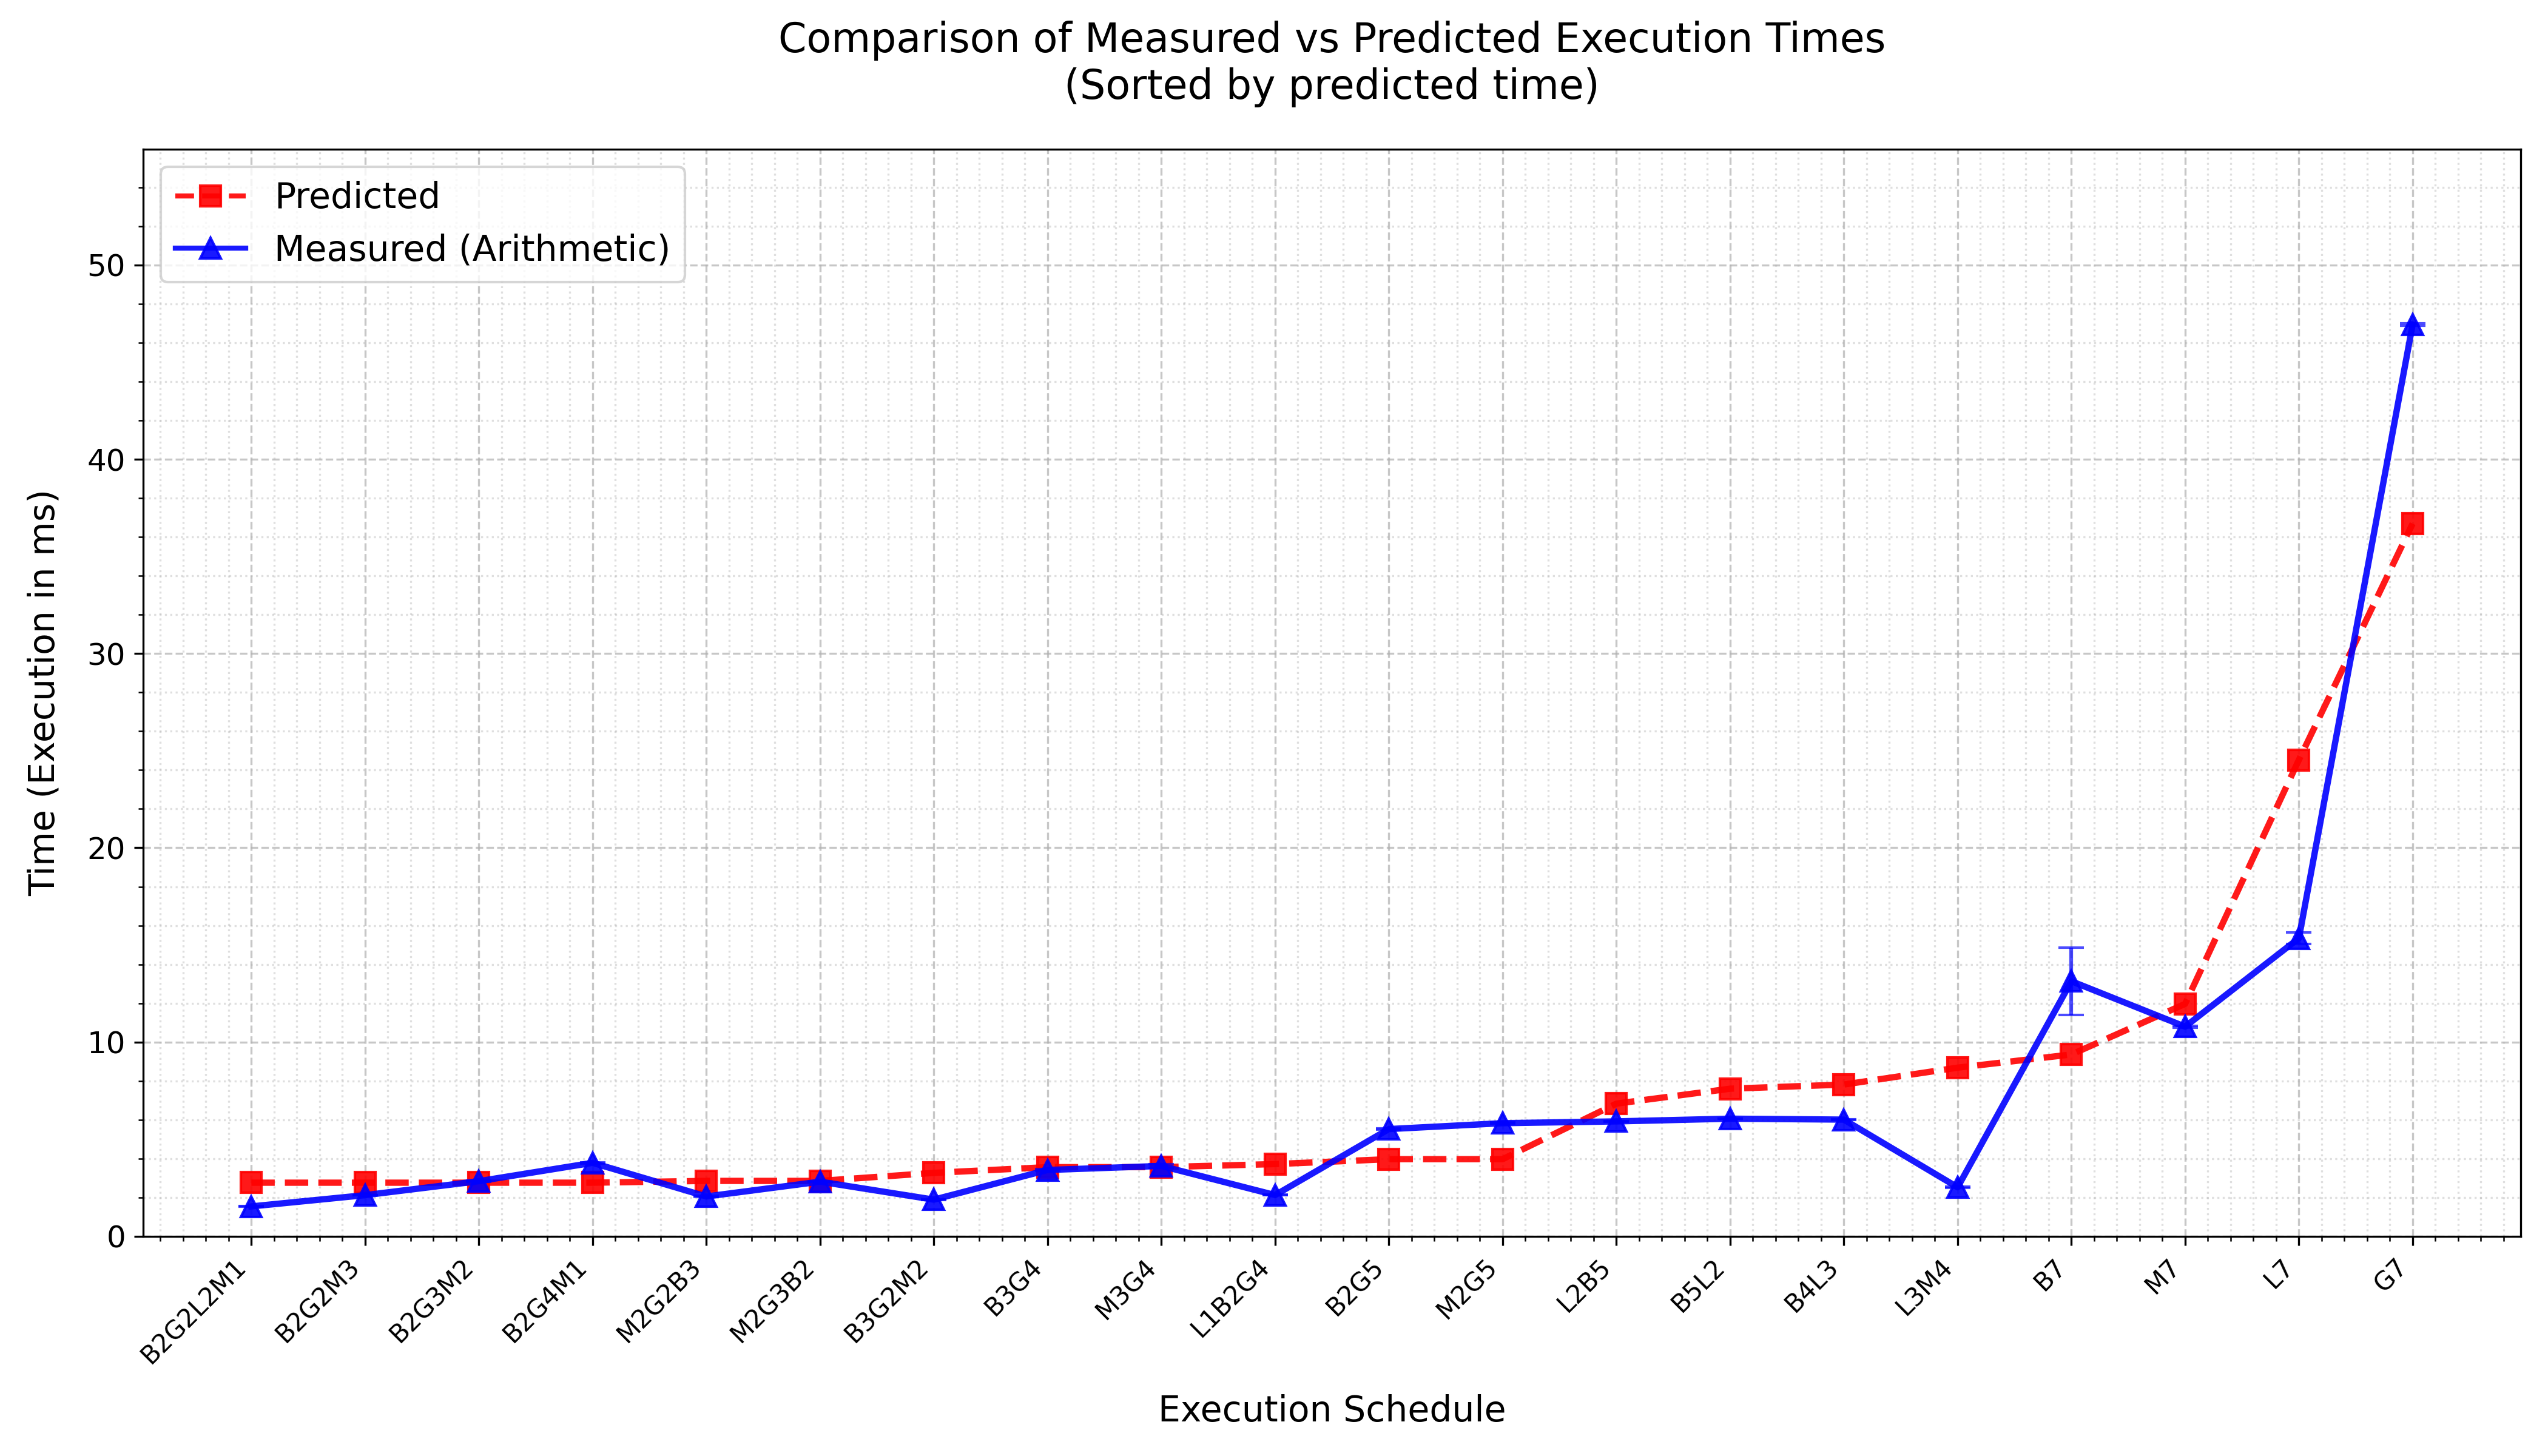 Comparison of Measured vs Predicted Execution Times
(Sorted by predicted time)
Predicted
Measured (Arithmetic)
Time (Execution in ms)
50
40
30
20
10
0
B2G2L2M1
B2G2M3
B2G3M2
B2G4M1
M2G2B3
M2G3B2
B3G2M2
B3G4
M3G4
L1B2G4
B2G5
M2G5
L2B5
B5L2
B4L3
L3M4
B7
M7
L7
G7
Execution Schedule